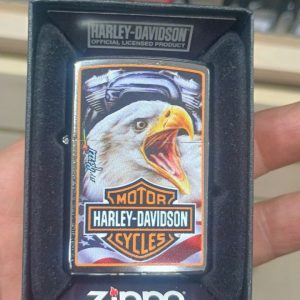 HARLEY-DAVIDSON
OFFICIAL LICENSED PRODUCT
MOTOR
HARLEY-DAVIDSON
CYCLES
zippo